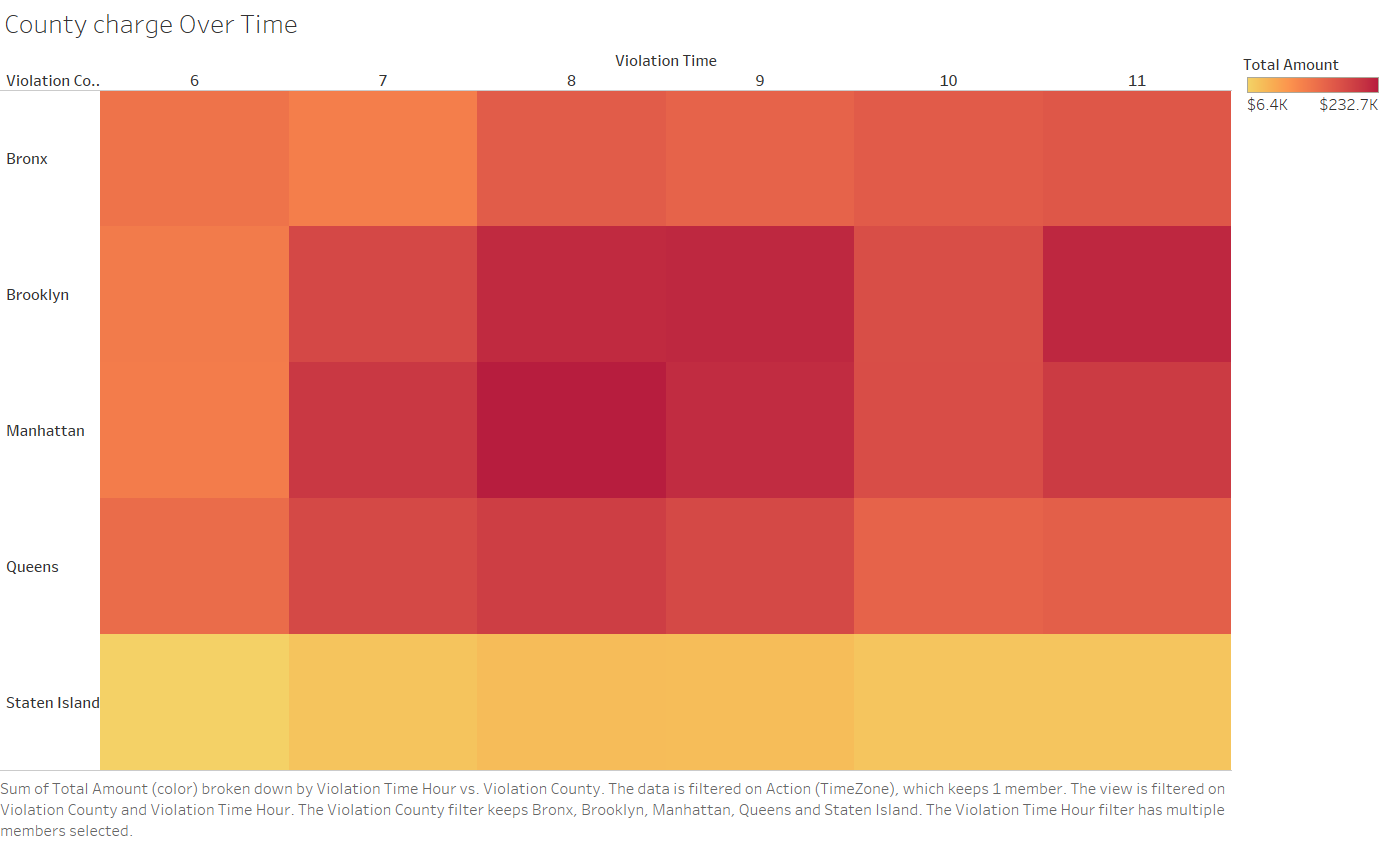 County charge Over Time
Violation Time
Violation Co..
6 7 8 9 10 11
Total Amount
$6.4K $232.7K
Bronx
Brooklyn
Manhattan
Queens
Staten Island
Sum of Total Amount (color) broken down by Violation Time Hour vs. Violation County. The data is filtered on Action (TimeZone), which keeps 1 member. The view is filtered on
Violation County and Violation Time Hour. The Violation County filter keeps Bronx, Brooklyn, Manhattan, Queens and Staten Island. The Violation Time Hour filter has multiple
members selected.